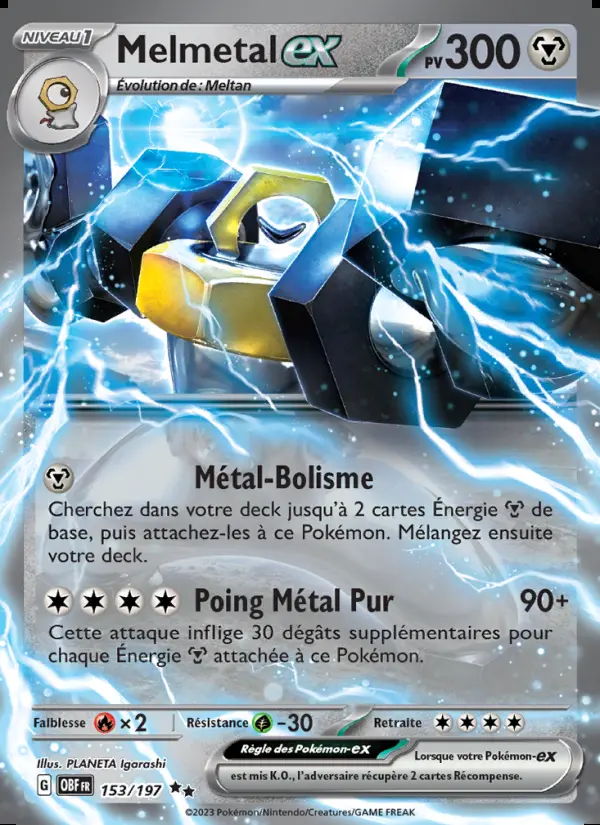 NIVEAU 1
Melmetal ex PV 300
Évolution de : Meltan
Métal-Bolisme
Cherchez dans votre deck jusqu'à 2 cartes Énergie de
base, puis attachez-les à ce Pokémon. Mélangez ensuite
votre deck.
Poing Métal Pur 90+
Cette attaque inflige 30 dégâts supplémentaires pour
chaque Énergie attachée à ce Pokémon.
Faiblesse ×2 Résistance -30 Retraite
Règle des Pokémon-ex Lorsque votre Pokémon-ex
est mis K.O., l'adversaire récupère 2 cartes Récompense.
Illus. PLANETA Igarashi
G OBF FR 153/197
©2023 Pokémon/Nintendo/Creatures/GAME FREAK